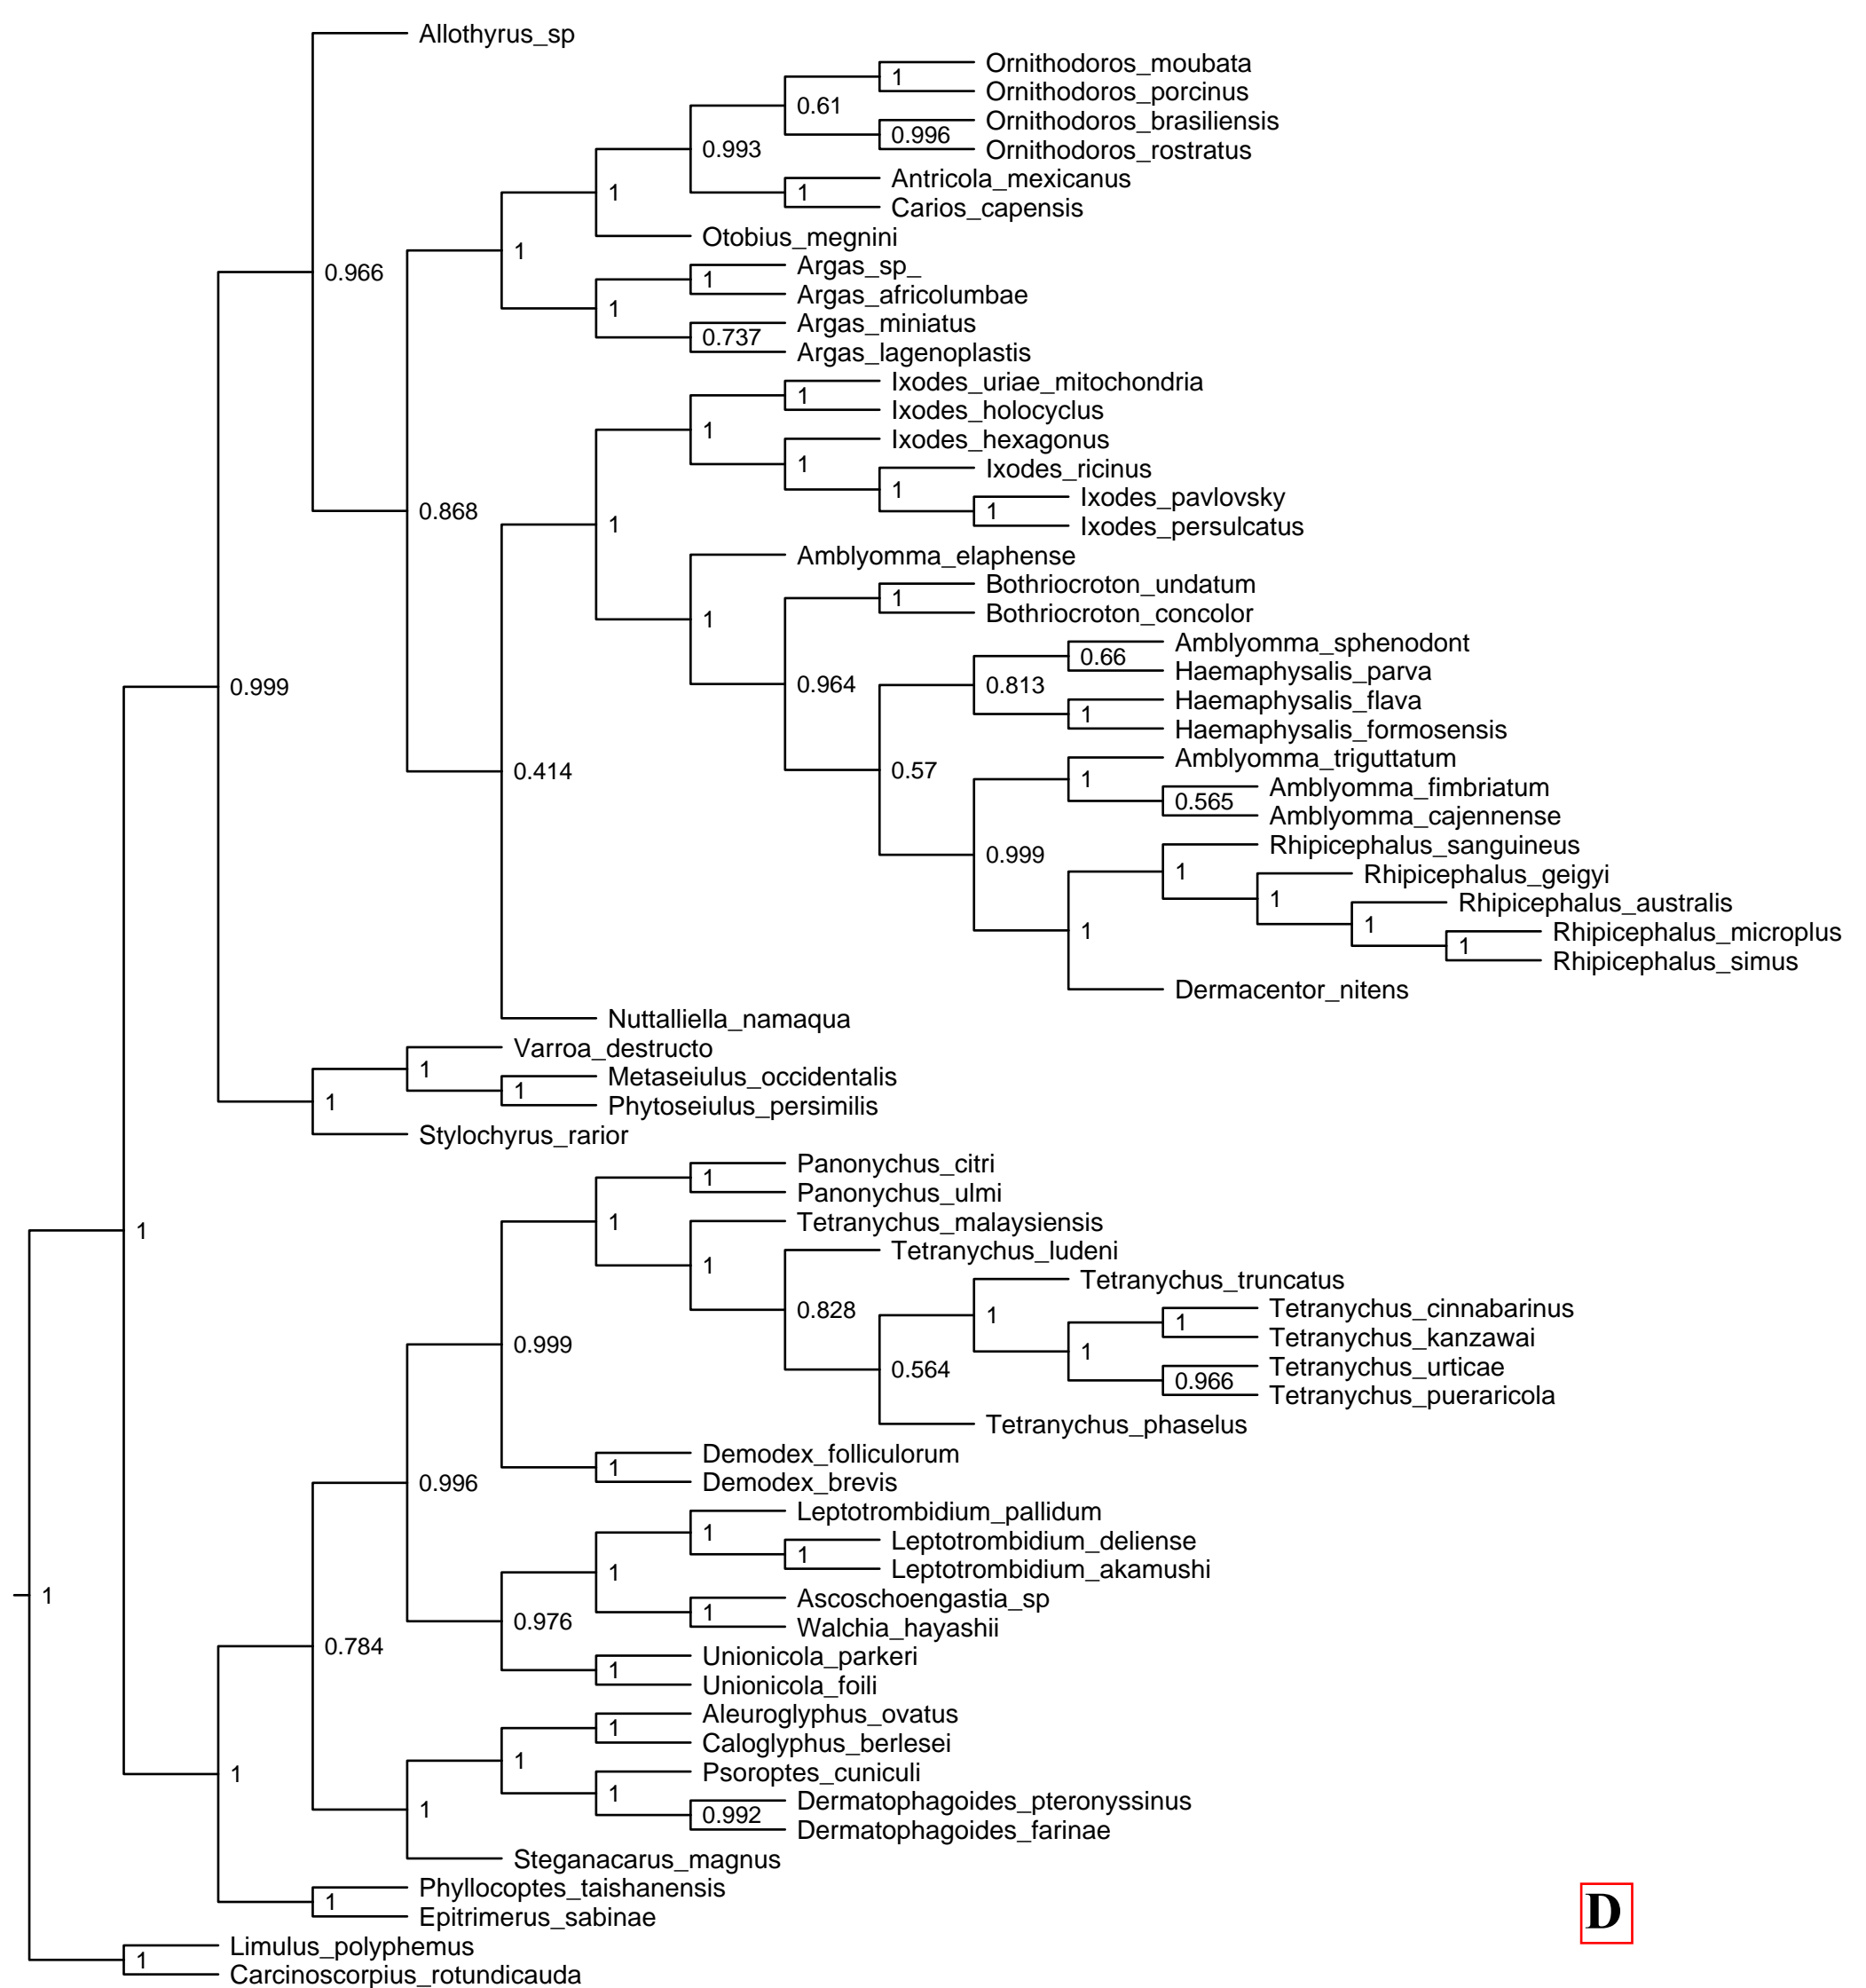 Allothyrus_sp
Ornithodoros_moubata
1
Ornithodoros_porcinus
0.61
Ornithodoros_brasiliensis
0.996
Ornithodoros_rostratus
0.993
Antricola_mexicanus
1
1
Carios_capensis
Otobius_megnini
1
Argas_sp_
0.966
1
Argas_africolumbae
1
Argas_miniatus
0.737
Argas_lagenoplastis
Ixodes_uriae_mitochondria
1
Ixodes_holocyclus
1
Ixodes_hexagonus
1
Ixodes_ricinus
1
Ixodes_pavlovsky
0.868
1
Ixodes_persulcatus
1
Amblyomma_elaphense
Bothriocroton_undatum
1
Bothriocroton_concolor
1
Amblyomma_sphenodont
0.66
Haemaphysalis_parva
0.999
0.964
0.813
Haemaphysalis_flava
1
Haemaphysalis_formosensis
Amblyomma_triguttatum
0.414
0.57
1
Amblyomma_fimbriatum
0.565
Amblyomma_cajennense
Rhipicephalus_sanguineus
0.999
1
Rhipicephalus_geigyi
1
Rhipicephalus_australis
1
1
Rhipicephalus_microplus
1
Rhipicephalus_simus
Dermacentor_nitens
Nuttalliella_namaqua
Varroa_destructo
1
Metaseiulus_occidentalis
1
1
Phytoseiulus_persimilis
Stylochyrus_rarior
Panonychus_citri
1
Panonychus_ulmi
1
Tetranychus_malaysiensis
1
Tetranychus_ludeni
1
Tetranychus_truncatus
0.828
Tetranychus_cinnabarinus
1
1
Tetranychus_kanzawai
0.999
1
Tetranychus_urticae
0.564
0.966
Tetranychus_pueraricola
Tetranychus_phaselus
Demodex_folliculorum
1
Demodex_brevis
0.996
Leptotrombidium_pallidum
1
Leptotrombidium_deliense
1
Leptotrombidium_akamushi
1
1
Ascoschoengastia_sp
1
0.976
Walchia_hayashii
0.784
Unionicola_parkeri
1
Unionicola_foili
Aleuroglyphus_ovatus
1
Caloglyphus_berlesei
1
1
Psoroptes_cuniculi
1
Dermatophagoides_pteronyssinus
1
0.992
Dermatophagoides_farinae
Steganacarus_magnus
Phyllocoptes_taishanensis
1
Epitrimerus_sabinae
D
Limulus_polyphemus
1
Carcinoscorpius_rotundicauda